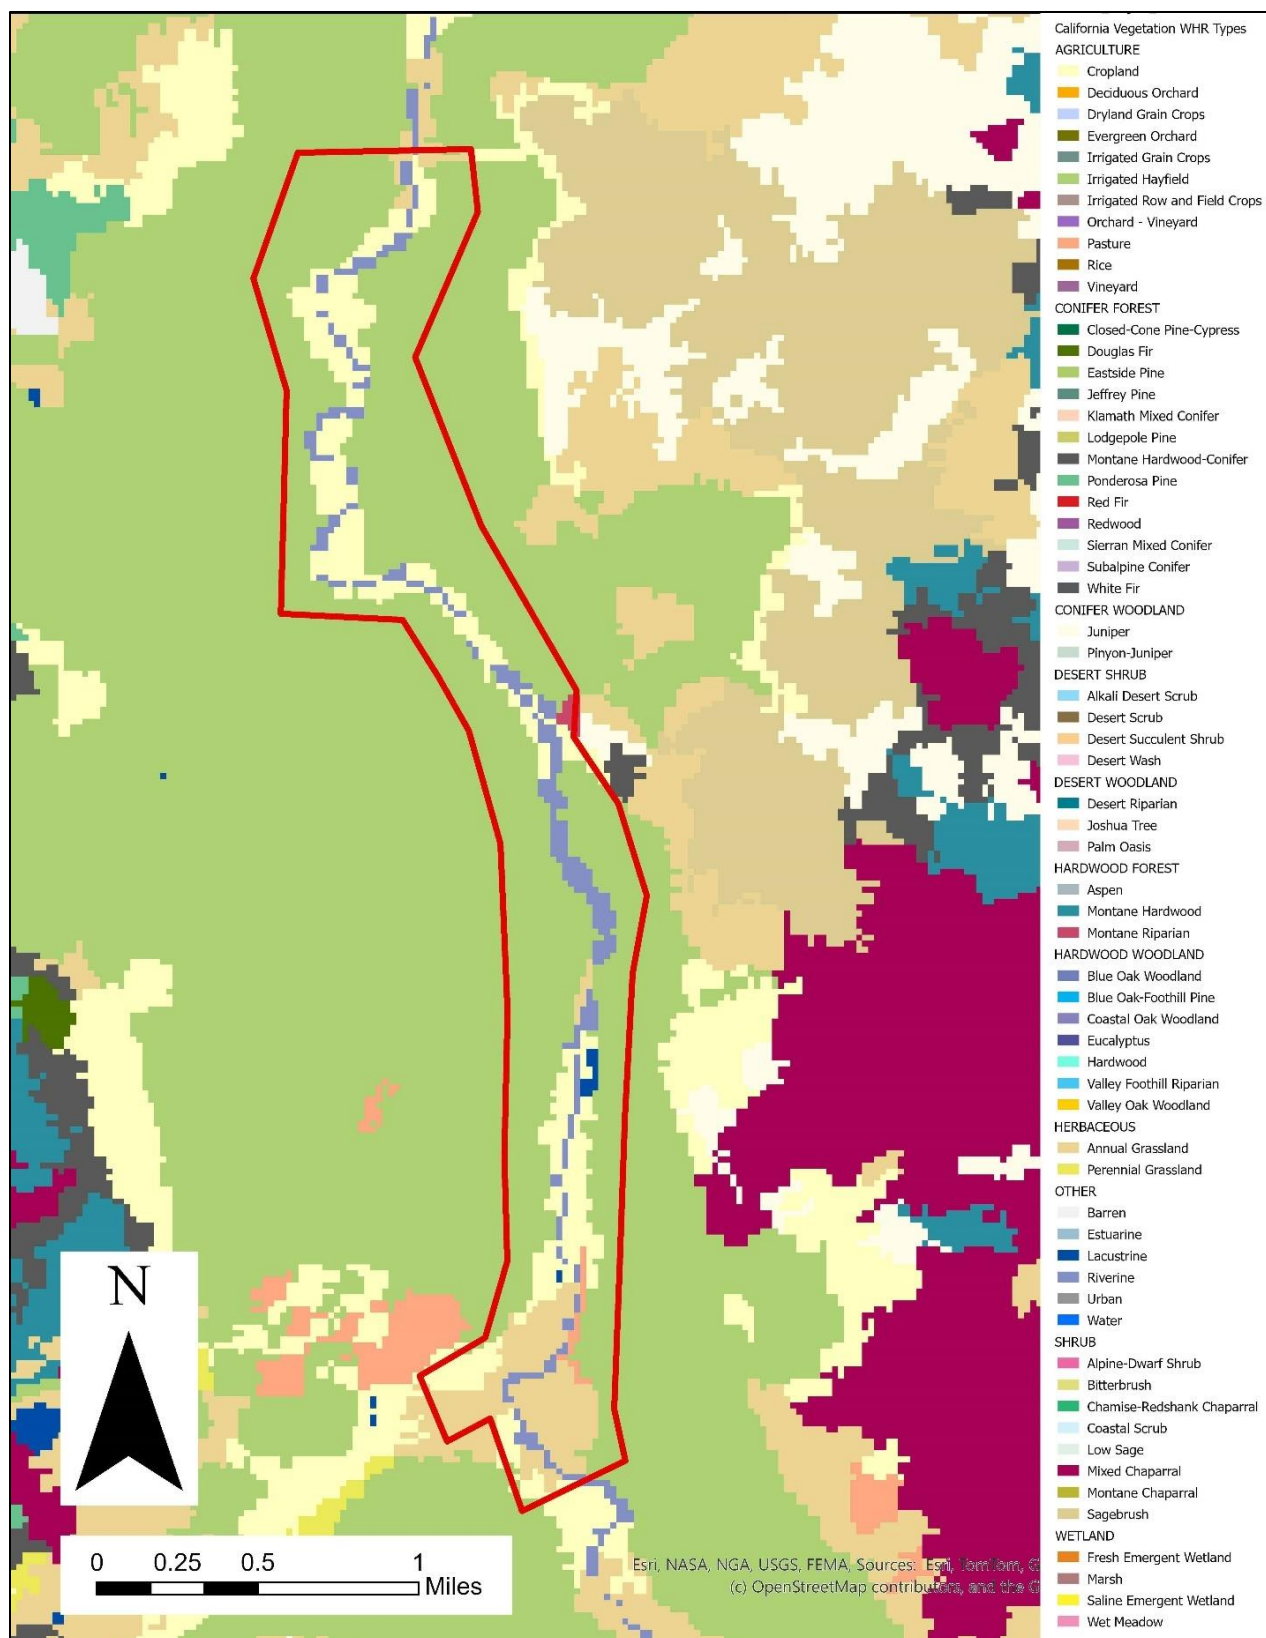 California Vegetation WHR Types
AGRICULTURE
Cropland
Deciduous Orchard
Dryland Grain Crops
Evergreen Orchard
Irrigated Grain Crops
Irrigated Hayfield
Irrigated Row and Field Crops
Orchard - Vineyard
Pasture
Rice
Vineyard
CONIFER FOREST
Closed-Cone Pine-Cypress
Douglas Fir
Eastside Pine
Jeffrey Pine
Klamath Mixed Conifer
Lodgepole Pine
Montane Hardwood-Conifer
Ponderosa Pine
Red Fir
Redwood
Sierran Mixed Conifer
Subalpine Conifer
White Fir
CONIFER WOODLAND
Juniper
Pinyon-Juniper
DESERT SHRUB
Alkali Desert Scrub
Desert Scrub
Desert Succulent Shrub
Desert Wash
DESERT WOODLAND
Desert Riparian
Joshua Tree
Palm Oasis
HARDWOOD FOREST
Aspen
Montane Hardwood
Montane Riparian
HARDWOOD WOODLAND
Blue Oak Woodland
Blue Oak-Foothill Pine
Coastal Oak Woodland
Eucalyptus
Hardwood
Valley Foothill Riparian
Valley Oak Woodland
HERBACEOUS
Annual Grassland
Perennial Grassland
OTHER
Barren
Estuarine
Lacustrine
Riverine
Urban
Water
SHRUB
Alpine-Dwarf Shrub
Bitterbrush
Chamise-Redshank Chaparral
Coastal Scrub
Low Sage
Mixed Chaparral
Montane Chaparral
Sagebrush
WETLAND
Fresh Emergent Wetland
Marsh
Saline Emergent Wetland
Wet Meadow
N
0 0.25 0.5 1
Miles
Esri, NASA, NGA, USGS, FEMA, Sources: Esri, TomTom, G
(c) OpenStreetMap contributors, and the G